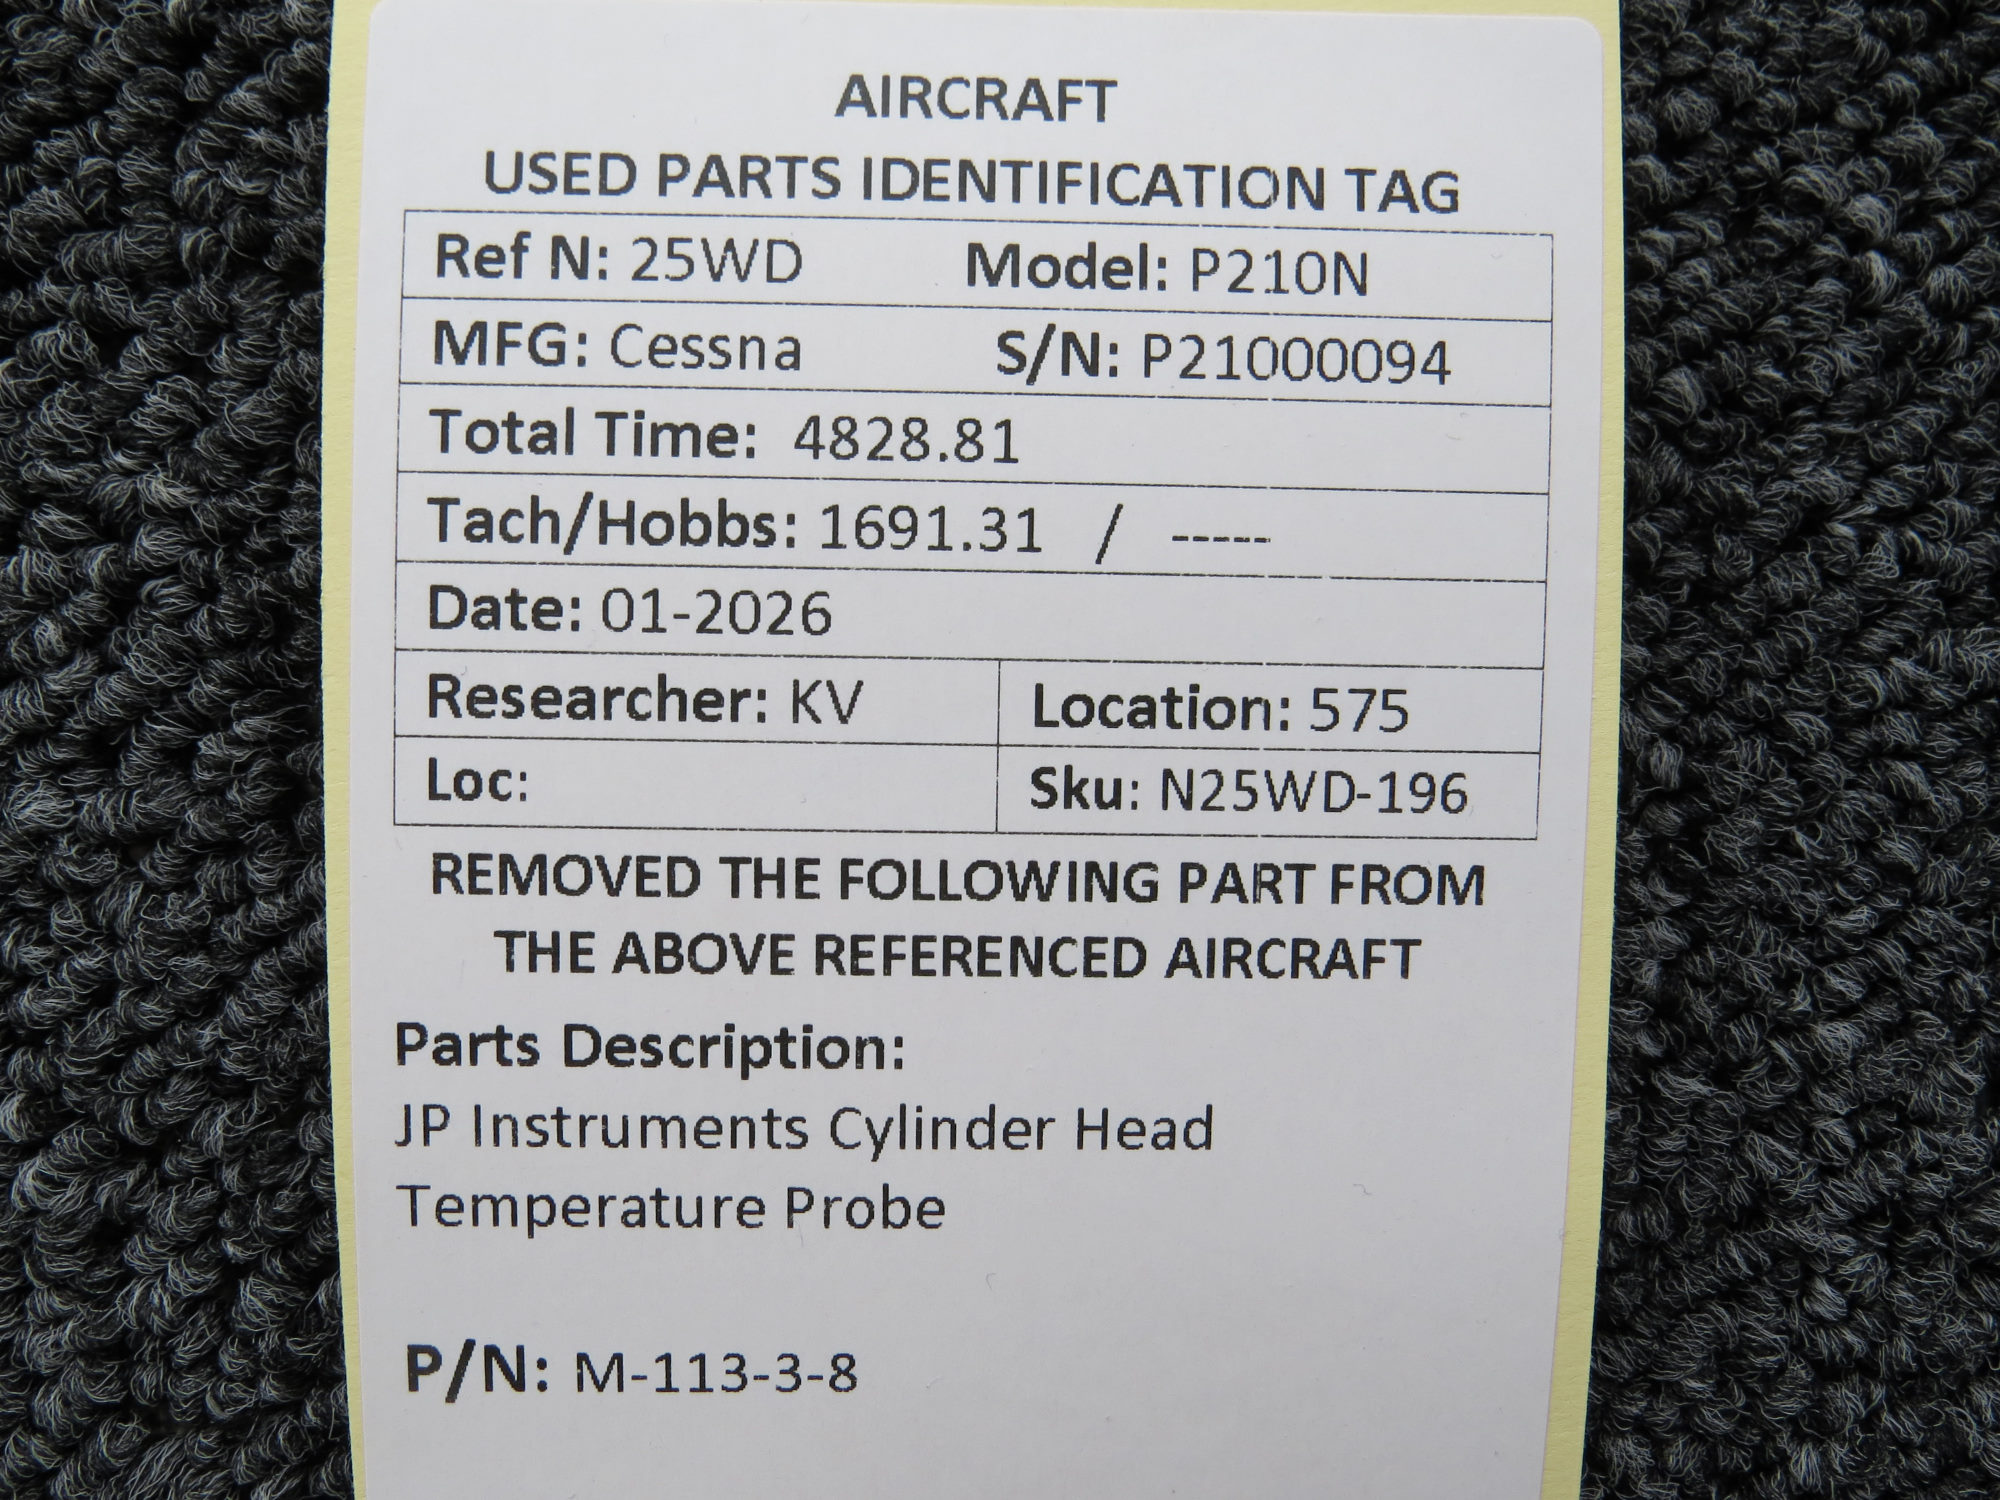 AIRCRAFT
USED PARTS IDENTIFICATION TAG
Ref N: 25WD Model: P210N
MFG: Cessna S/N: P21000094
Total Time: 4828.81
Tach/Hobbs: 1691.31 / -----
Date: 01-2026
Researcher: KV Location: 575
Loc: Sku: N25WD-196
REMOVED THE FOLLOWING PART FROM
THE ABOVE REFERENCED AIRCRAFT
Parts Description:
JP Instruments Cylinder Head
Temperature Probe
P/N: M-113-3-8